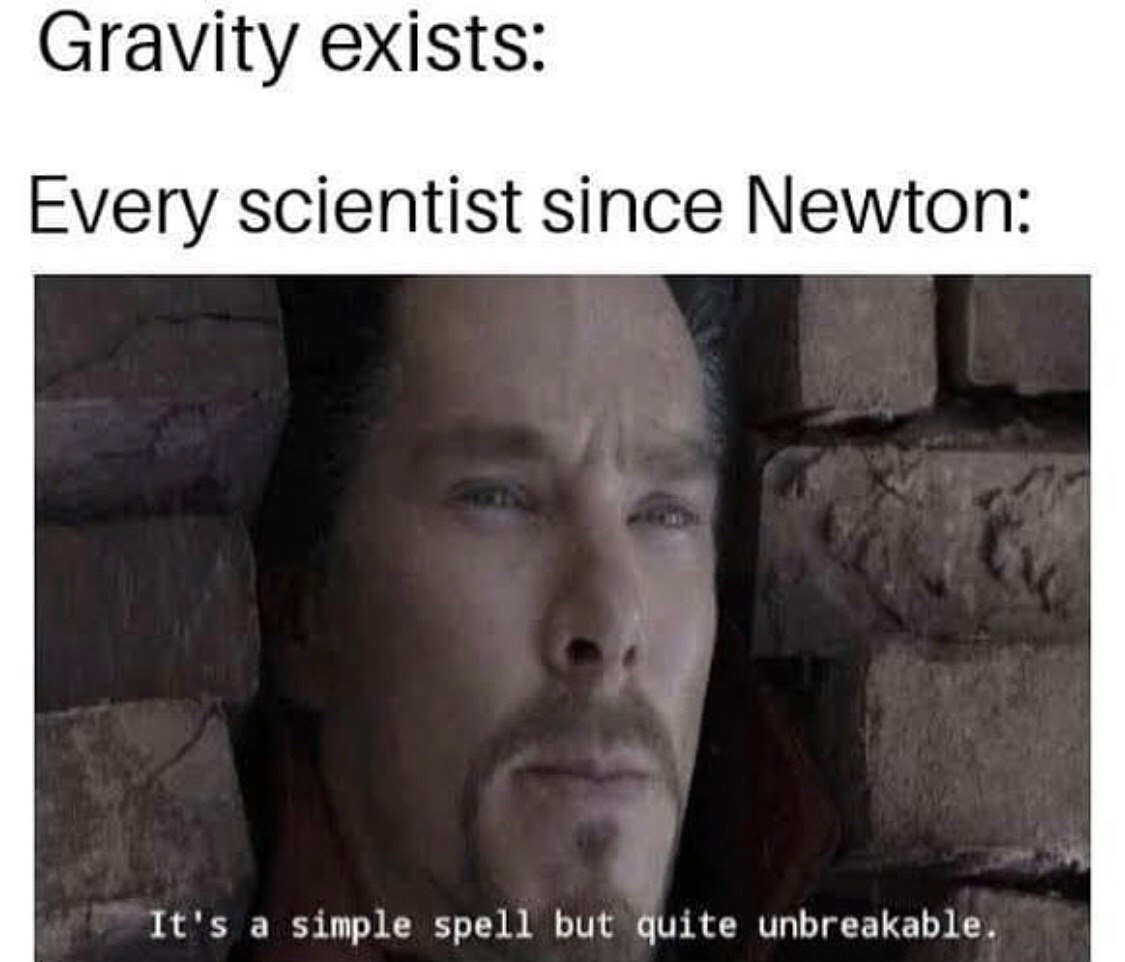 Gravity exists:
Every scientist since Newton:
It's a simple spell but quite unbreakable.